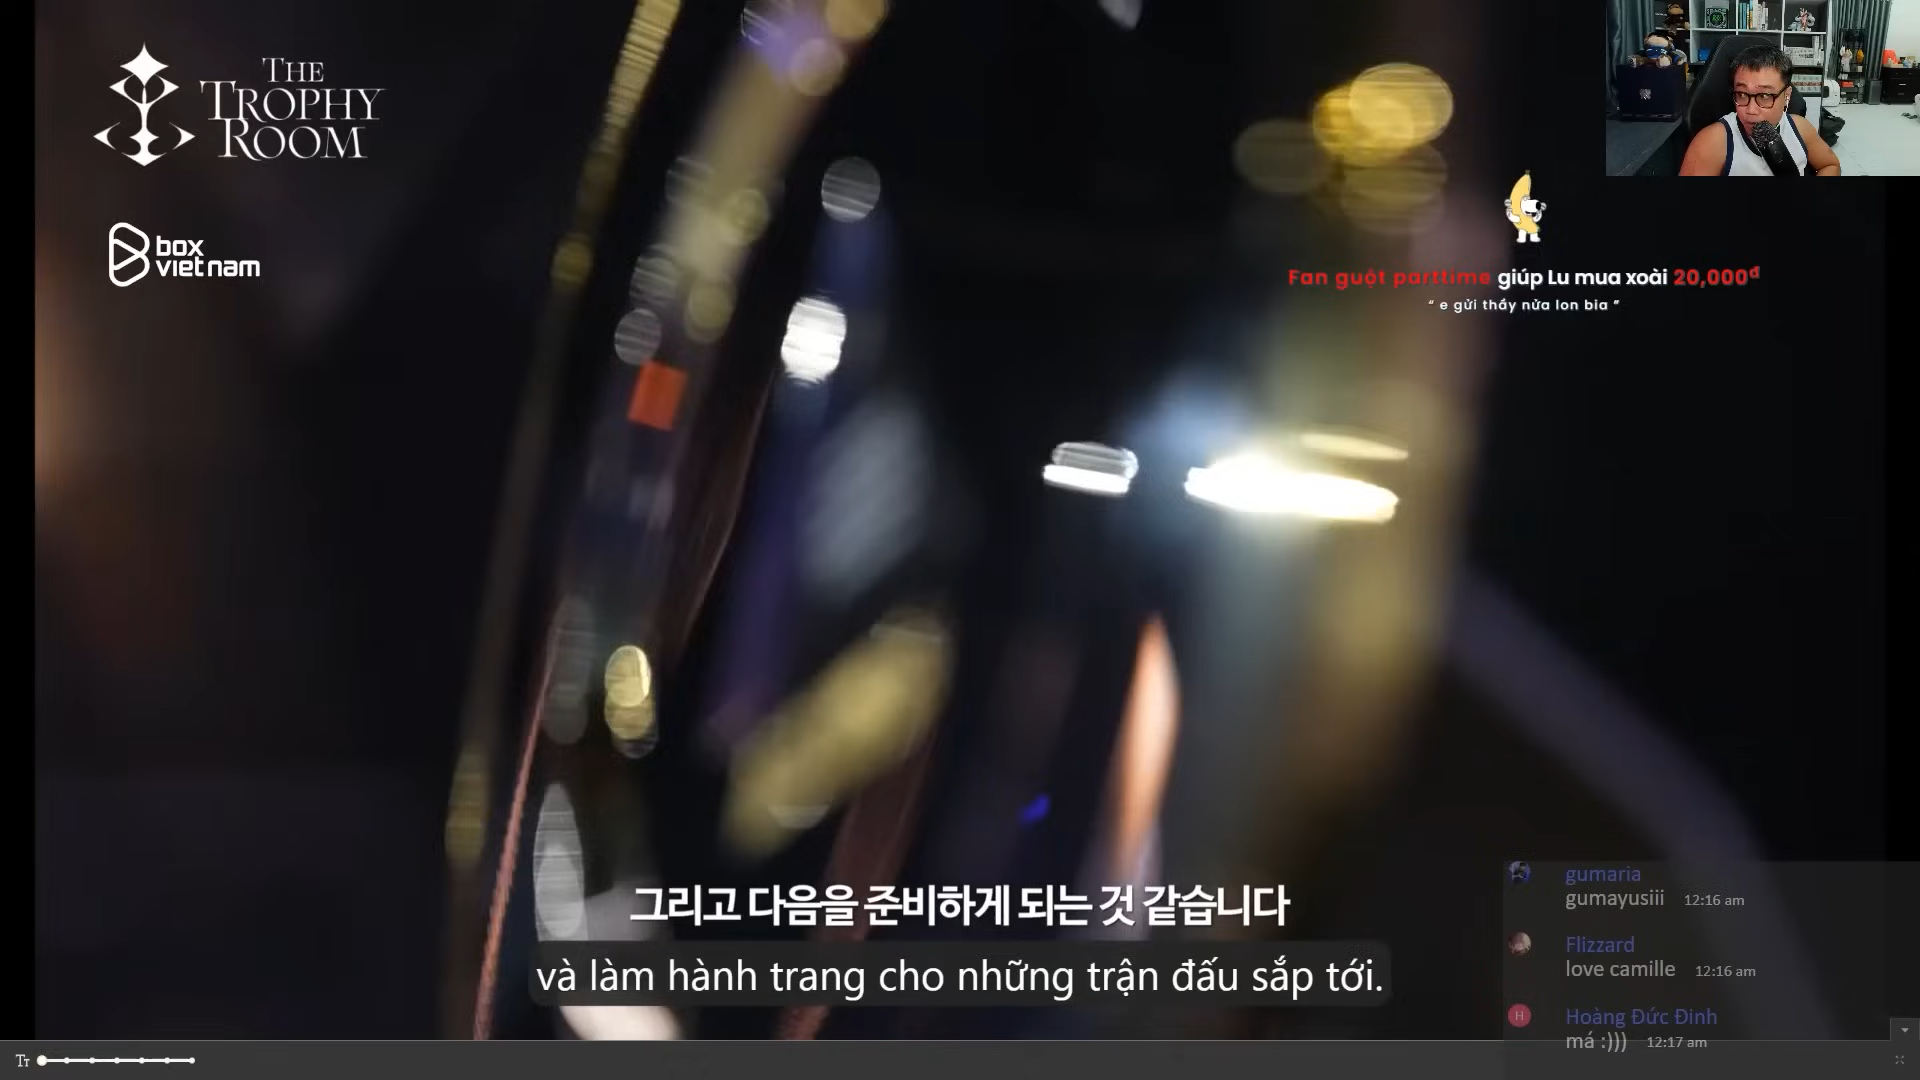 THE
TROPHY
ROOM
box
viet nam
Fan guột parttime giúp Lu mua xoài 20,000đ
“ e gửi thầy nửa lon bia ”
그리고 다음을 준비하게 되는 것 같습니다
và làm hành trang cho những trận đấu sắp tới.
gumaria
gumayusiii 12:16 am
Flizzard
love camille 12:16 am
H Hoàng Đức Đinh
má :))) 12:17 am
TT